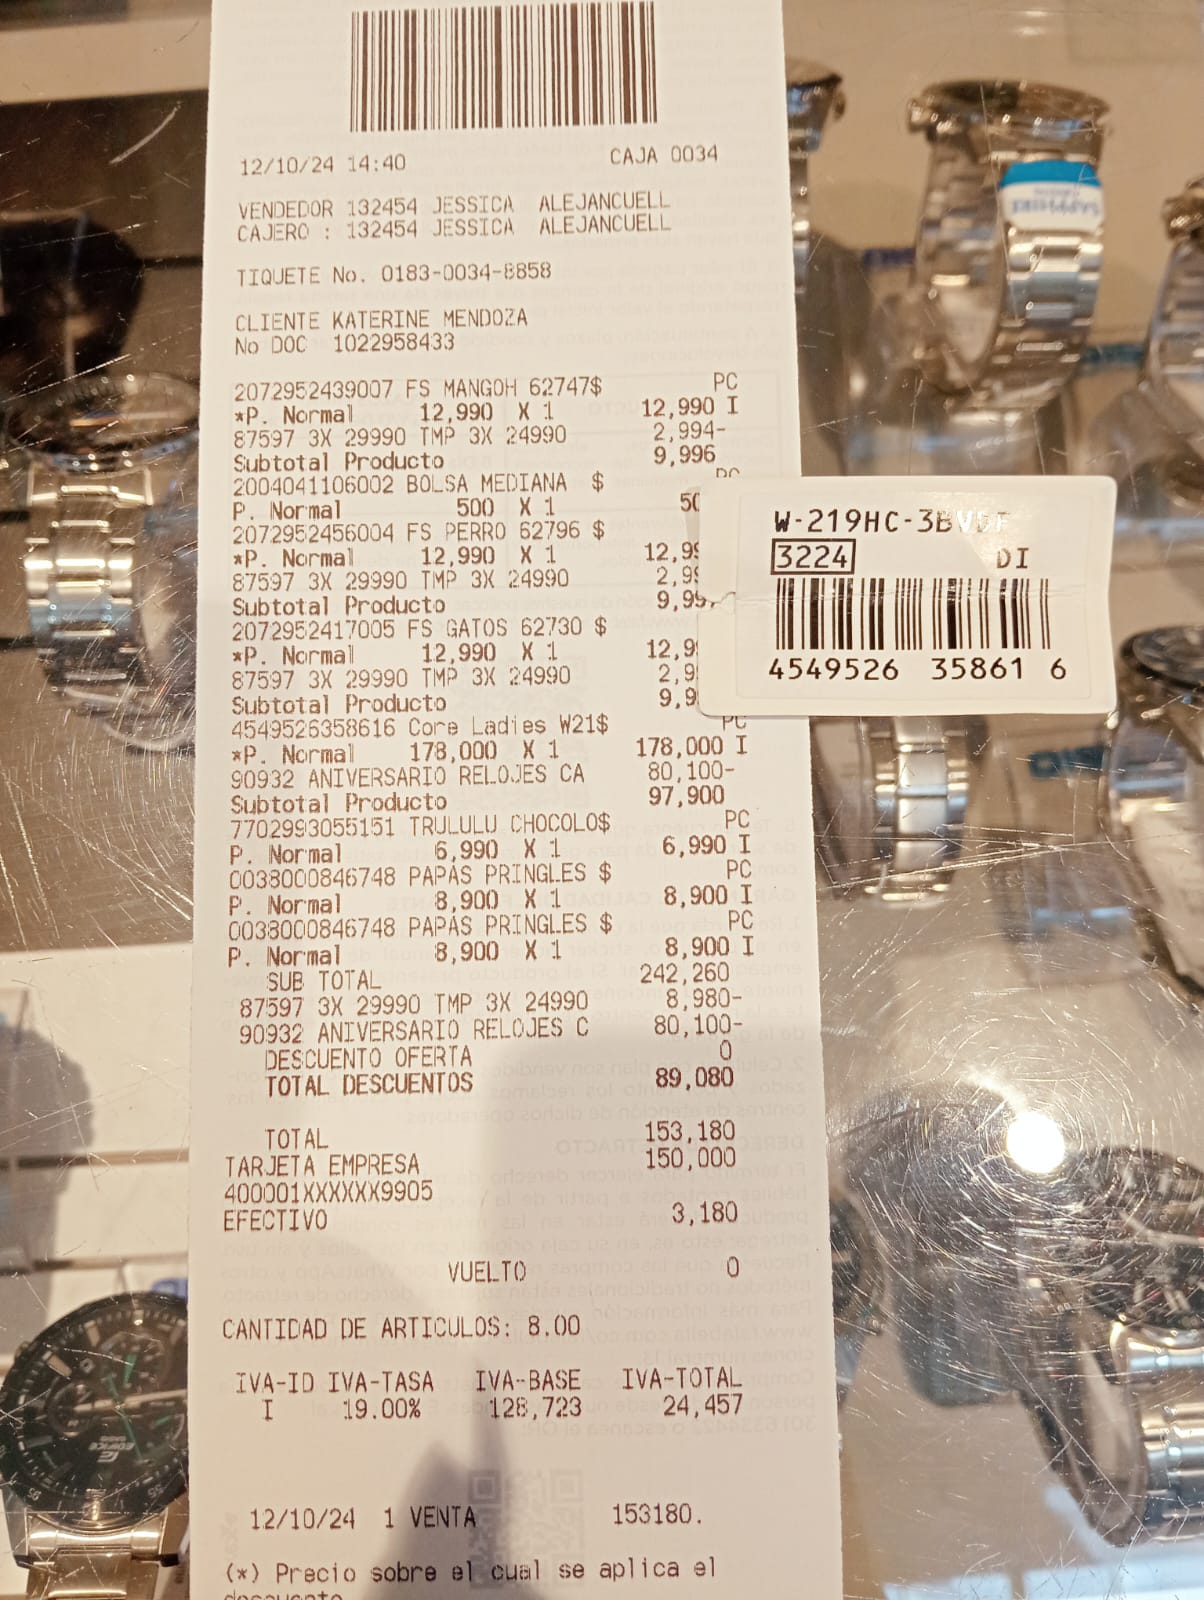 12/10/24 14:40 CAJA 0034
VENDEDOR 132454 JESSICA ALEJANCUELL
CAJERO : 132454 JESSICA ALEJANCUELL
TIQUETE No. 0183-0034-8858
CLIENTE KATERINE MENDOZA
No DOC 1022958433
2072952439007 FS MANGOH 62747$ PC
*P. Normal 12,990 X 1 12,990 I
87597 3X 29990 TMP 3X 24990 2,994-
Subtotal Producto 9,996
2004041106002 BOLSA MEDIANA $ PC
P. Normal 500 X 1
2072952456004 FS PERRO 62796 $
*P. Normal 12,990 X 1
87597 3X 29990 TMP 3X 24990
Subtotal Producto
2072952417005 FS GATOS 62730 $
*P. Normal 12,990 X 1
87597 3X 29990 TMP 3X 24990
Subtotal Producto
4549526358616 Core Ladies W21$ PC
*P. Normal 178,000 X 1 178,000 I
90932 ANIVERSARIO RELOJES CA 80,100-
Subtotal Producto 97,900
7702993055151 TRULULU CHOCOLO$ PC
P. Normal 6,990 X 1 6,990 I
0038000846748 PAPAS PRINGLES $ PC
P. Normal 8,900 X 1 8,900 I
0038000846748 PAPAS PRINGLES $ PC
P. Normal 8,900 X 1 8,900 I
SUB TOTAL 242,260
87597 3X 29990 TMP 3X 24990 8,980-
90932 ANIVERSARIO RELOJES C 80,100-
DESCUENTO OFERTA 0
TOTAL DESCUENTOS 89,080
TOTAL 153,180
TARJETA EMPRESA 150,000
400001XXXXXX9905
EFECTIVO 3,180
VUELTO 0
CANTIDAD DE ARTICULOS: 8.00
IVA-ID IVA-TASA IVA-BASE IVA-TOTAL
I 19.00% 128,723 24,457
12/10/24 1 VENTA 153180.
(*) Precio sobre el cual se aplica el
descuento
W-219HC-3BVDF
3224 DI
4549526 35861 6
SAPPHIRE
EDIFICE